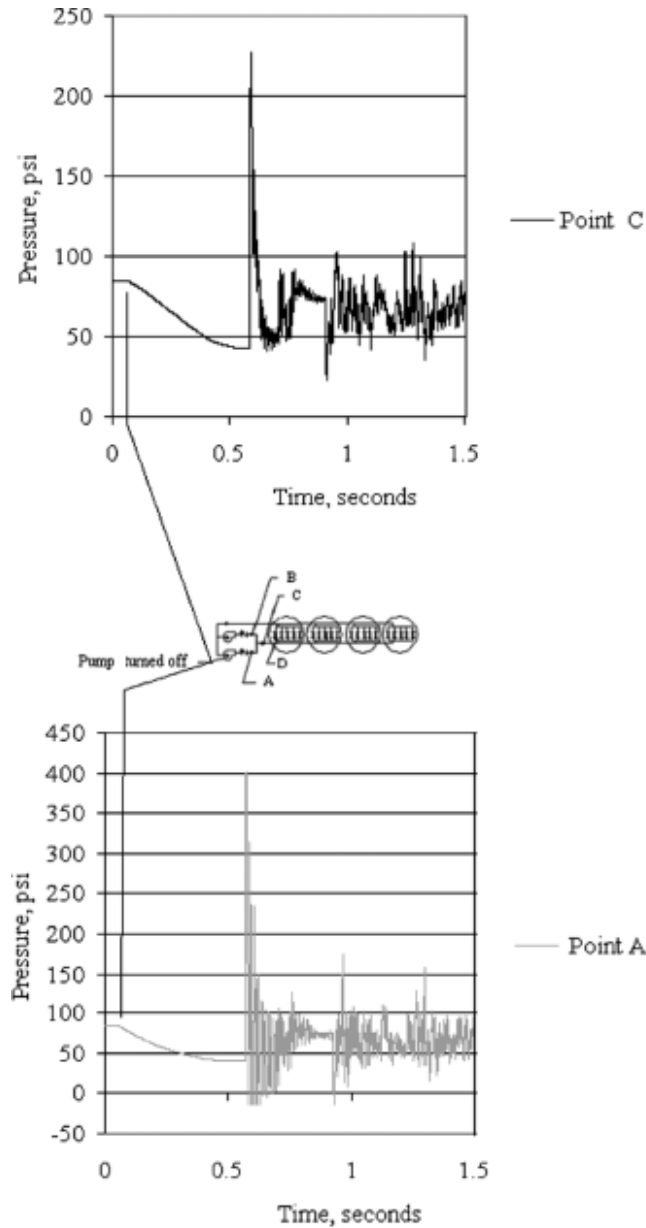 250
200
150
100
50
0
Pressure, psi
Point C
0 0.5 1 1.5
Time, seconds
B
C
Pump turned off
D
A
450
400
350
300
250
200
150
100
50
0
-50
Pressure, psi
Point A
0 0.5 1 1.5
Time, seconds